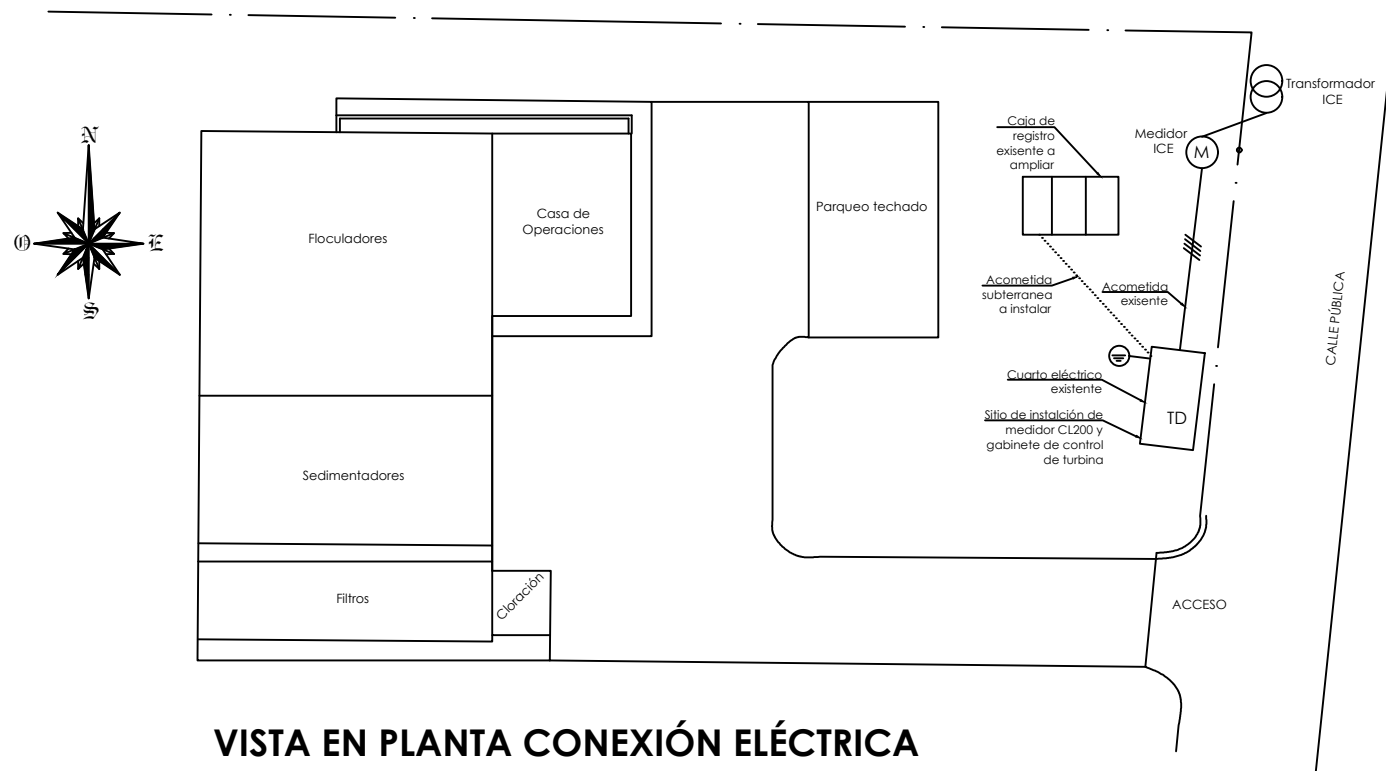 Transformador
ICE
Caja de
registro
exisente a
ampliar
Medidor
ICE
M
N
O
E
S
Floculadores
Casa de
Operaciones
Parqueo techado
Acometida
subterranea
a instalar
Acometida
exisente
CALLE PÚBLICA
Cuarto eléctrico
existente
TD
Sitio de instalción de
medidor CL200 y
gabinete de control
de turbina
Sedimentadores
Filtros
Cloración
ACCESO
VISTA EN PLANTA CONEXIÓN ELÉCTRICA